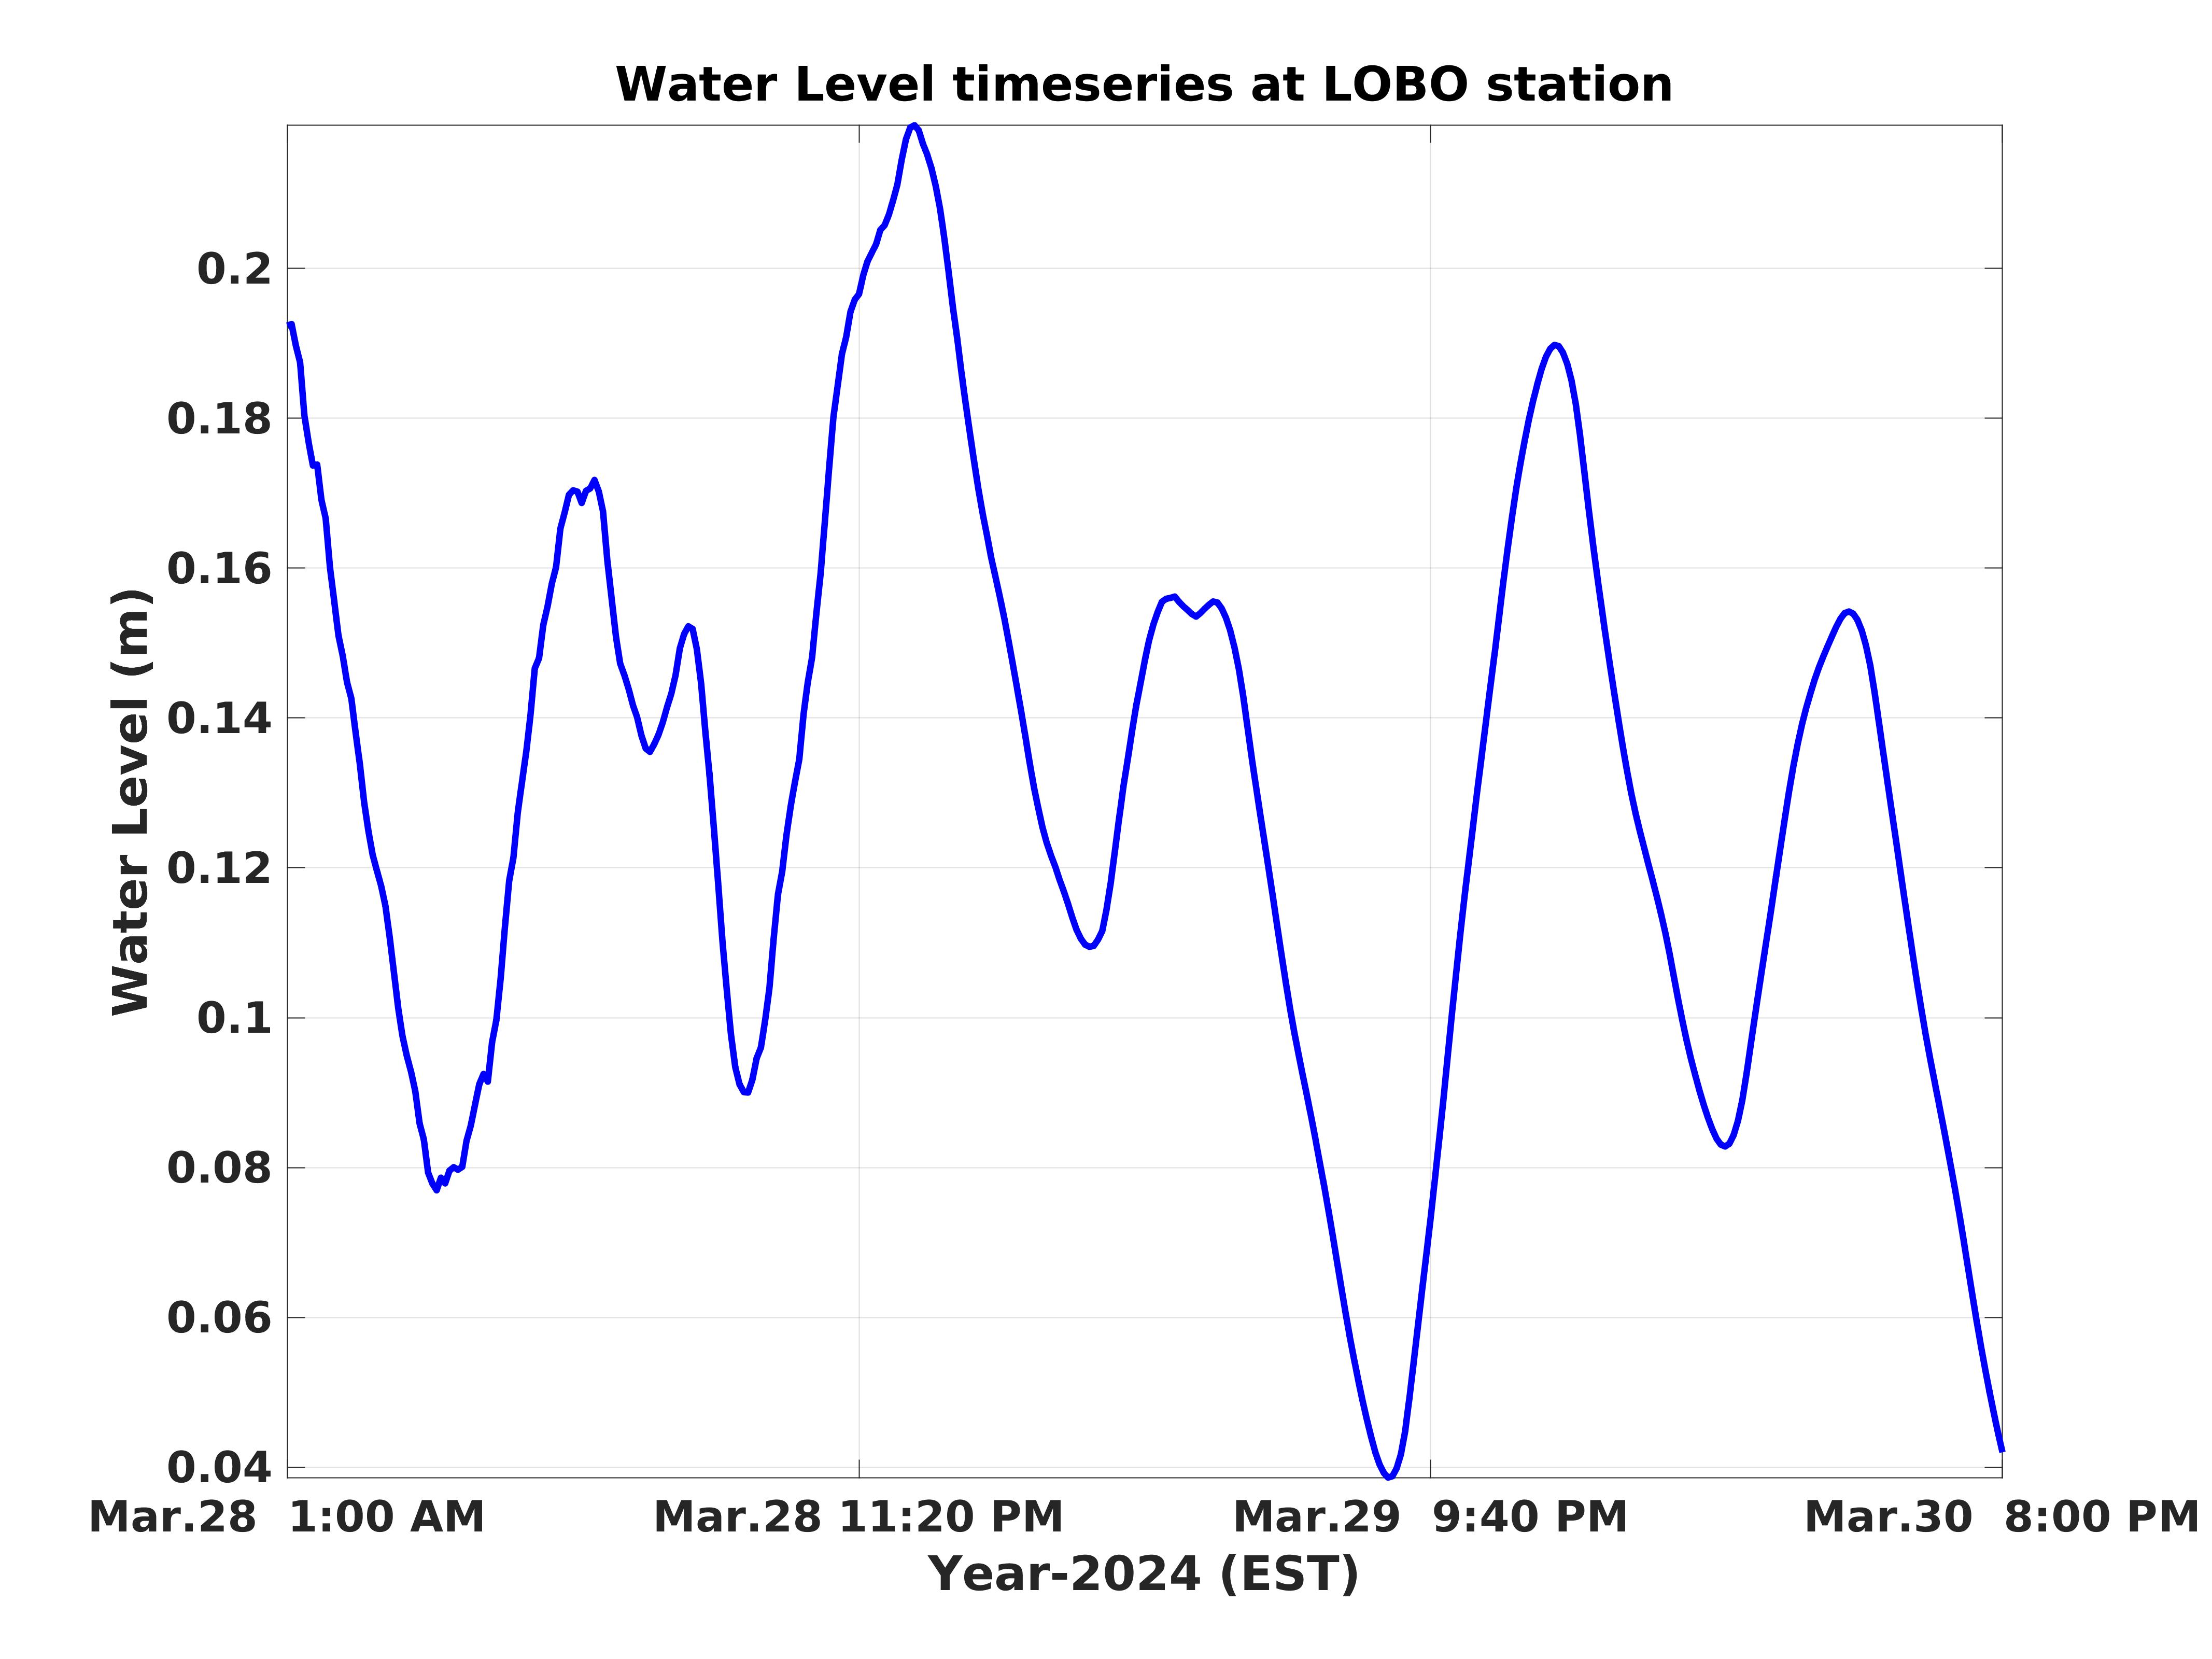 Water Level timeseries at LOBO station
Water Level (m)
0.2
0.18
0.16
0.14
0.12
0.1
0.08
0.06
0.04
Mar.28 1:00 AM
Mar.28 11:20 PM
Mar.29 9:40 PM
Mar.30 8:00 PM
Year-2024 (EST)